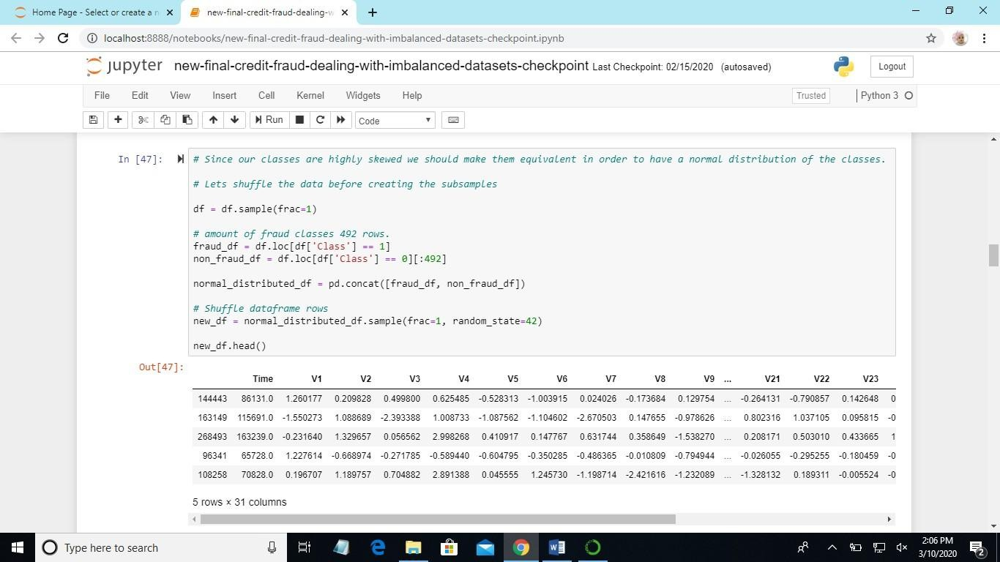 Home Page - Select or create a n
new-final-credit-fraud-dealing-w
localhost:8888/notebooks/new-final-credit-fraud-dealing-with-imbalanced-datasets-checkpoint.ipynb
jupyter new-final-credit-fraud-dealing-with-imbalanced-datasets-checkpoint Last Checkpoint: 02/15/2020 (autosaved)
Logout
File Edit View Insert Cell Kernel Widgets Help
Trusted
Python 3
Run
Code
In [47]:
# Since our classes are highly skewed we should make them equivalent in order to have a normal distribution of the classes.
# Lets shuffle the data before creating the subsamples
df = df.sample(frac=1)
# amount of fraud classes 492 rows.
fraud_df = df.loc[df['Class'] == 1]
non_fraud_df = df.loc[df['Class'] == 0][:492]
normal_distributed_df = pd.concat([fraud_df, non_fraud_df])
# Shuffle dataframe rows
new_df = normal_distributed_df.sample(frac=1, random_state=42)
new_df.head()
Out[47]:
Time V1 V2 V3 V4 V5 V6 V7 V8 V9 ... V21 V22 V23
144443 86131.0 1.260177 0.209828 0.499800 0.625485 -0.528313 -1.003915 0.024026 -0.173684 0.129754 ... -0.264131 -0.790857 0.142648 0
163149 115691.0 -1.550273 1.088689 -2.393388 1.008733 -1.087562 -1.104602 -2.670503 0.147655 -0.978626 ... 0.802316 1.037105 0.095815 -0
268493 163239.0 -0.231640 1.329657 0.056562 2.998268 0.410917 0.147767 0.631744 0.358649 -1.538270 ... 0.208171 0.503010 0.433665 1
96341 65728.0 1.227614 -0.668974 -0.271785 -0.589440 -0.604795 -0.350285 -0.486365 -0.010809 -0.794944 ... -0.026055 -0.295255 -0.180459 -0
108258 70828.0 0.196707 1.189757 0.704882 2.891388 0.045555 1.245730 -1.198714 -2.421616 -1.232089 ... -1.328132 0.189311 -0.005524 -0
5 rows × 31 columns
Type here to search
2:06 PM
3/10/2020
2